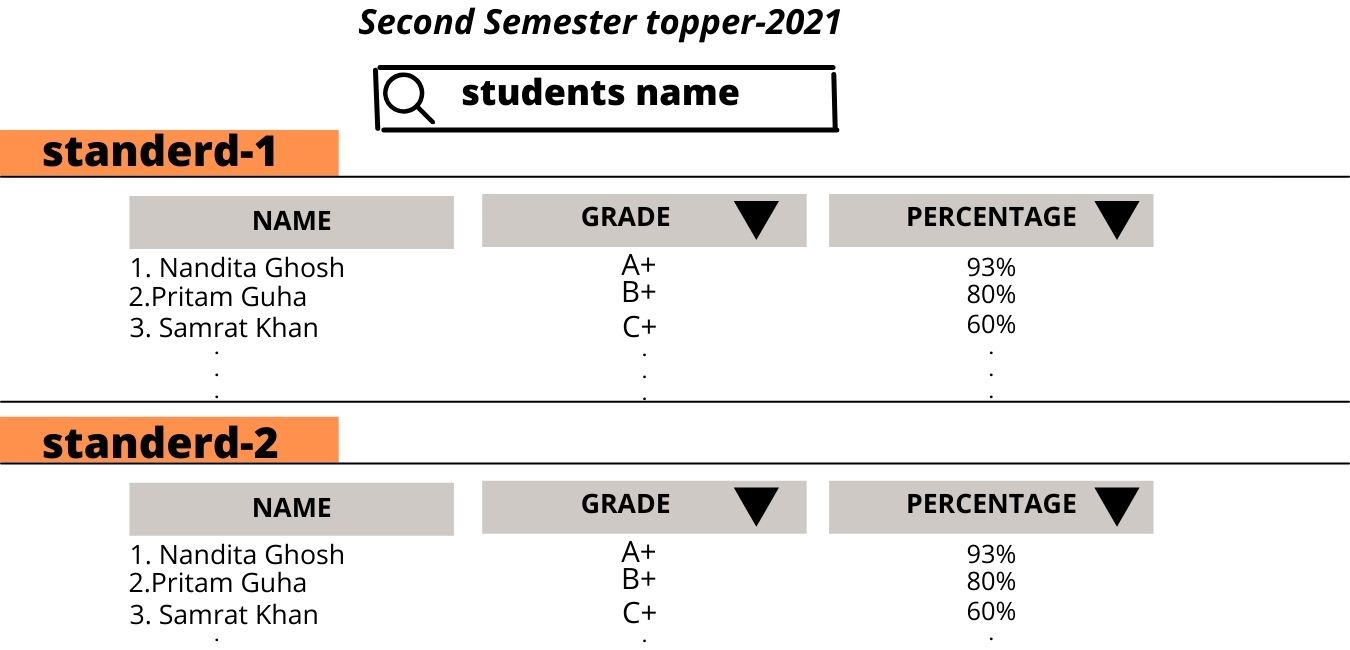 Second Semester topper-2021
students name
standerd-1
NAME GRADE PERCENTAGE
1. Nandita Ghosh A+ 93%
2.Pritam Guha B+ 80%
3. Samrat Khan C+ 60%
. . .
. . .
. . .
standerd-2
NAME GRADE PERCENTAGE
1. Nandita Ghosh A+ 93%
2.Pritam Guha B+ 80%
3. Samrat Khan C+ 60%
. . .